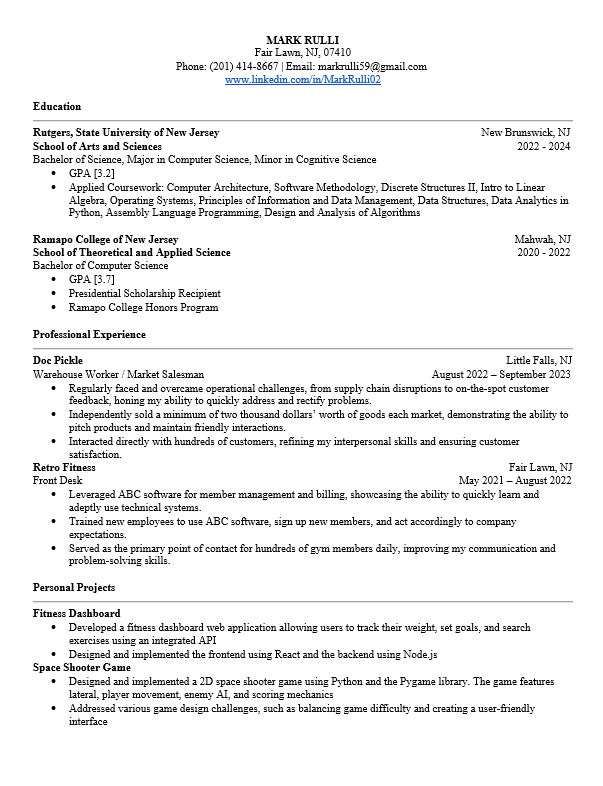 MARK RULLI
Fair Lawn, NJ, 07410
Phone: (201) 414-8667 | Email: markrulli59@gmail.com
www.linkedin.com/in/MarkRulli02
Education
Rutgers, State University of New Jersey New Brunswick, NJ
School of Arts and Sciences 2022 - 2024
Bachelor of Science, Major in Computer Science, Minor in Cognitive Science
• GPA [3.2]
• Applied Coursework: Computer Architecture, Software Methodology, Discrete Structures II, Intro to Linear
Algebra, Operating Systems, Principles of Information and Data Management, Data Structures, Data Analytics in
Python, Assembly Language Programming, Design and Analysis of Algorithms
Ramapo College of New Jersey Mahwah, NJ
School of Theoretical and Applied Science 2020 - 2022
Bachelor of Computer Science
• GPA [3.7]
• Presidential Scholarship Recipient
• Ramapo College Honors Program
Professional Experience
Doc Pickle Little Falls, NJ
Warehouse Worker / Market Salesman August 2022 – September 2023
• Regularly faced and overcame operational challenges, from supply chain disruptions to on-the-spot customer
feedback, honing my ability to quickly address and rectify problems.
• Independently sold a minimum of two thousand dollars’ worth of goods each market, demonstrating the ability to
pitch products and maintain friendly interactions.
• Interacted directly with hundreds of customers, refining my interpersonal skills and ensuring customer
satisfaction.
Retro Fitness Fair Lawn, NJ
Front Desk May 2021 – August 2022
• Leveraged ABC software for member management and billing, showcasing the ability to quickly learn and
adeptly use technical systems.
• Trained new employees to use ABC software, sign up new members, and act accordingly to company
expectations.
• Served as the primary point of contact for hundreds of gym members daily, improving my communication and
problem-solving skills.
Personal Projects
Fitness Dashboard
• Developed a fitness dashboard web application allowing users to track their weight, set goals, and search
exercises using an integrated API
• Designed and implemented the frontend using React and the backend using Node.js
Space Shooter Game
• Designed and implemented a 2D space shooter game using Python and the Pygame library. The game features
lateral, player movement, enemy AI, and scoring mechanics
• Addressed various game design challenges, such as balancing game difficulty and creating a user-friendly
interface